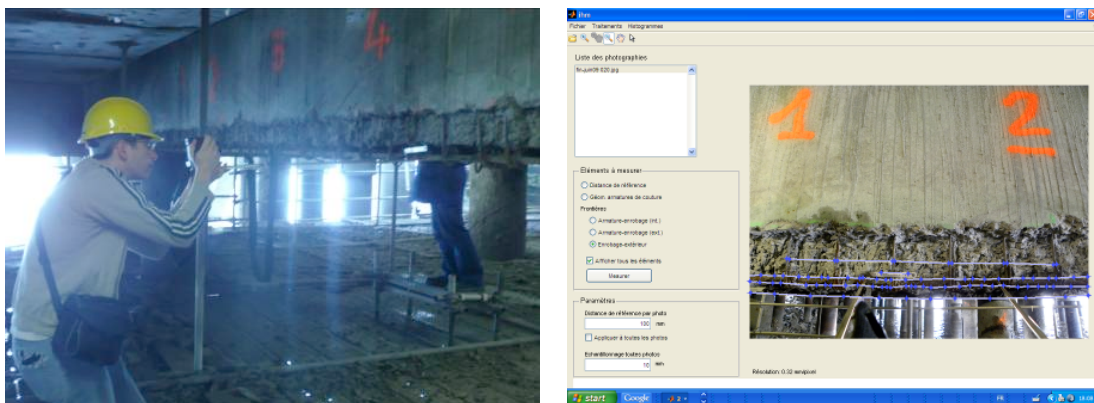 3
4
Ihm
Fichier Traitements Histogrammes
Liste des photographies
Eléments à mesurer
Distance de référence
Géom. armatures de couture
Frontières
Armature-enrobage (int.)
Armature-enrobage (ext.)
Enrobage-extérieur
Afficher tous les éléments
Mesurer
Paramètres
Distance de référence par photo
100 mm
Appliquer à toutes les photos
Echantillonnage toutes photos
10 mm
1
2
Résolution: 0.32 mm/pixel
start
Google
2
FR